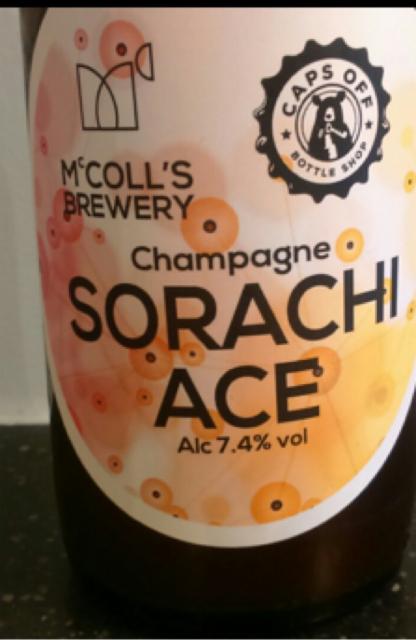 CAPS OFF
BOTTLE SHOP
McCOLL'S
BREWERY
Champagne
SORACHI
ACE
Alc 7.4% vol